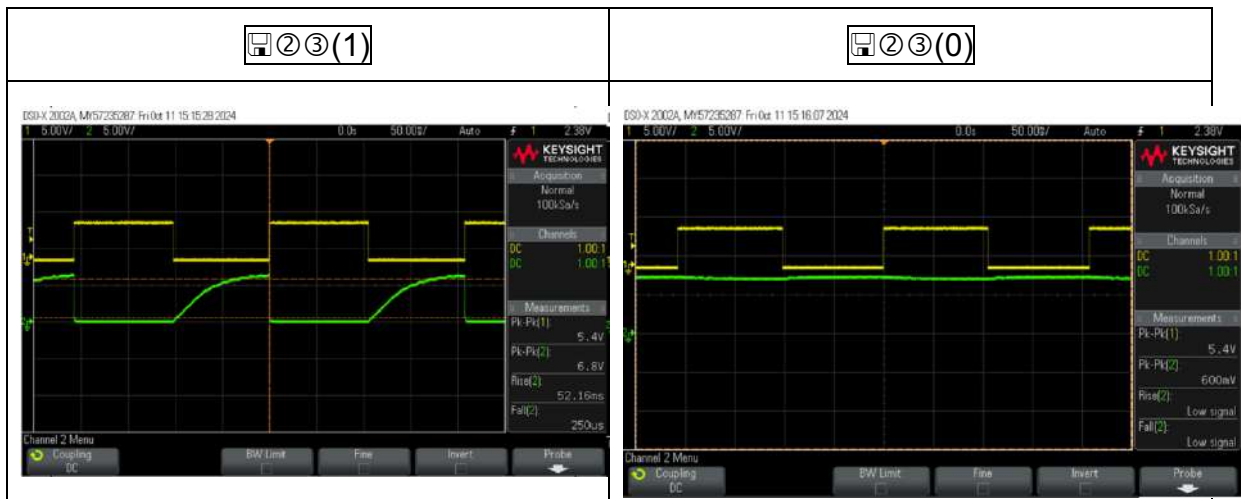 🖫②③(1)
🖫②③(0)
DSO-X 2002A, MY57235287: Fri Oct 11 15:15:28 2024
1 5.00V/ 2 5.00V/ 0.0s 50.00⚡/ Auto 1 2.38V
KEYSIGHT
TECHNOLOGIES
Acquisition
Normal
100kSa/s
Channels
DC 1.00:1
DC 1.00:1
Measurements
Pk-Pk(1):
5.4V
Pk-Pk(2):
6.8V
Rise(2):
52.16ms
Fall(2):
250us
Channel 2 Menu
Coupling
DC
BW Limit
Fine
Invert
Probe
DSO-X 2002A, MY57235287: Fri Oct 11 15:16:07 2024
1 5.00V/ 2 5.00V/ 0.0s Auto 1 2.38V
KEYSIGHT
TECHNOLOGIES
Acquisition
Normal
100kSa/s
Channels
DC 1.00:1
DC 1.00:1
Measurements
Pk-Pk(1):
5.4V
Pk-Pk(2):
600mV
Rise(2):
Low signal
Fall(2):
Low signal
Channel 2 Menu
Coupling
DC
BW Limit
Fine
Invert
Probe